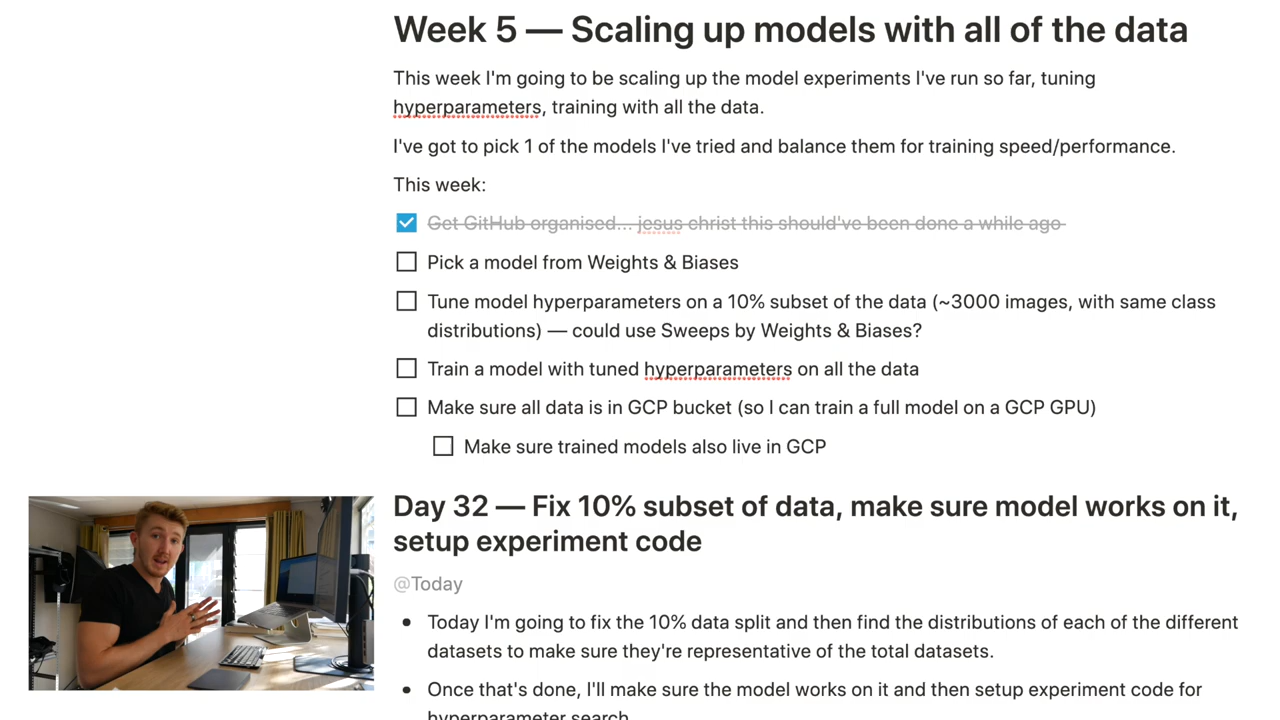 Week 5 — Scaling up models with all of the data
This week I'm going to be scaling up the model experiments I've run so far, tuning
hyperparameters, training with all the data.
I've got to pick 1 of the models I've tried and balance them for training speed/performance.
This week:
Get GitHub organised... jesus christ this should've been done a while ago
Pick a model from Weights & Biases
Tune model hyperparameters on a 10% subset of the data (~3000 images, with same class
distributions) — could use Sweeps by Weights & Biases?
Train a model with tuned hyperparameters on all the data
Make sure all data is in GCP bucket (so I can train a full model on a GCP GPU)
Make sure trained models also live in GCP
Day 32 — Fix 10% subset of data, make sure model works on it,
setup experiment code
@Today
Today I'm going to fix the 10% data split and then find the distributions of each of the different
datasets to make sure they're representative of the total datasets.
Once that's done, I'll make sure the model works on it and then setup experiment code for
hyperparameter search